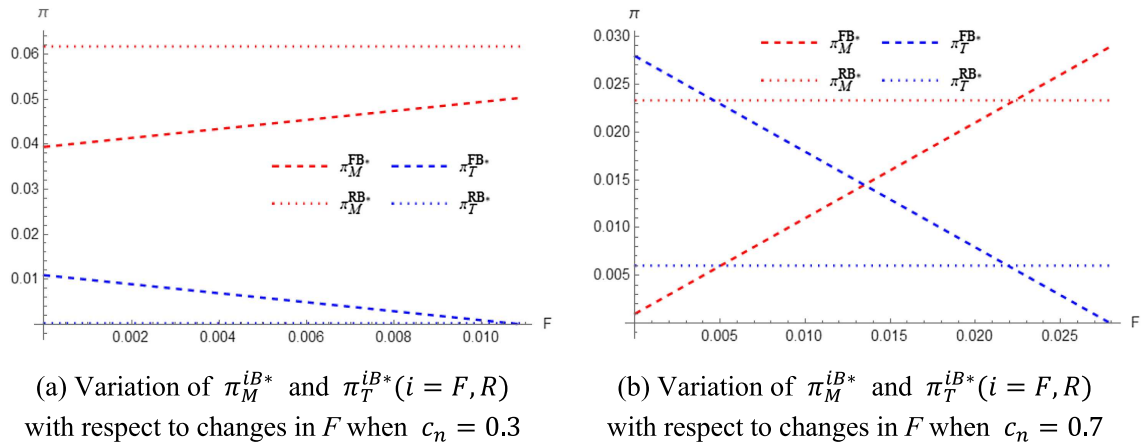 π
0.06
0.05
0.04
0.03
0.02
0.01
0.002 0.004 0.006 0.008 0.010 F
π_M^{FB*} π_T^{FB*}
π_M^{RB*} π_T^{RB*}
(a) Variation of π_M^{iB*} and π_T^{iB*}(i = F, R)
with respect to changes in F when c_n = 0.3
π
0.030
0.025
0.020
0.015
0.010
0.005
0.005 0.010 0.015 0.020 0.025 F
π_M^{FB*} π_T^{FB*}
π_M^{RB*} π_T^{RB*}
(b) Variation of π_M^{iB*} and π_T^{iB*}(i = F, R)
with respect to changes in F when c_n = 0.7